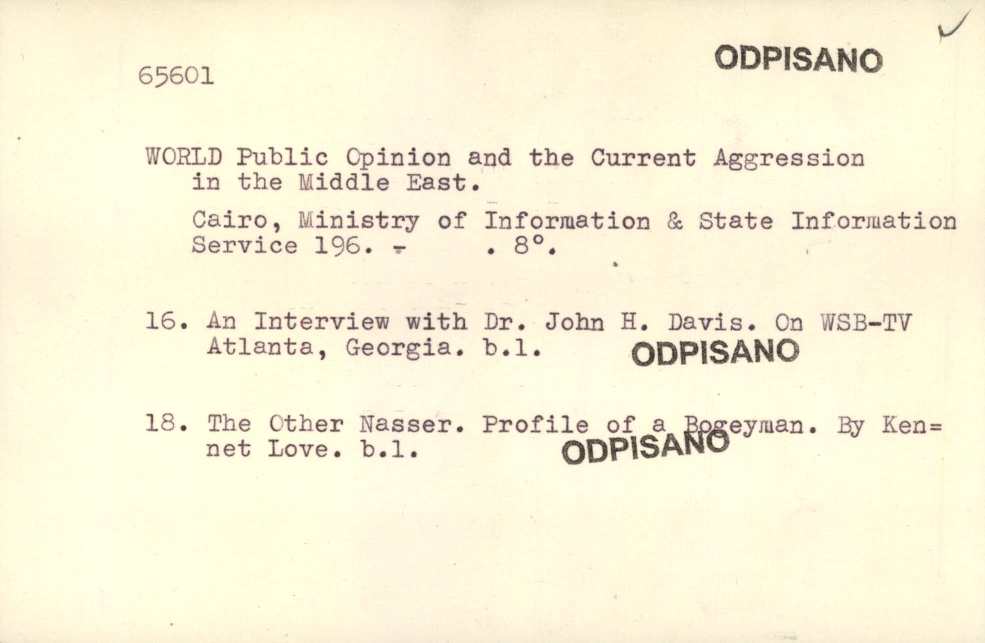 ODPISANO
65601
WORLD Public Opinion and the Current Aggression
in the Middle East.
Cairo, Ministry of Information & State Information
Service 196. - . 8°.
16. An Interview with Dr. John H. Davis. On WSB-TV
Atlanta, Georgia. b.l. ODPISANO
18. The Other Nasser. Profile of a Bogeyman. By Ken=
net Love. b.l. ODPISANO